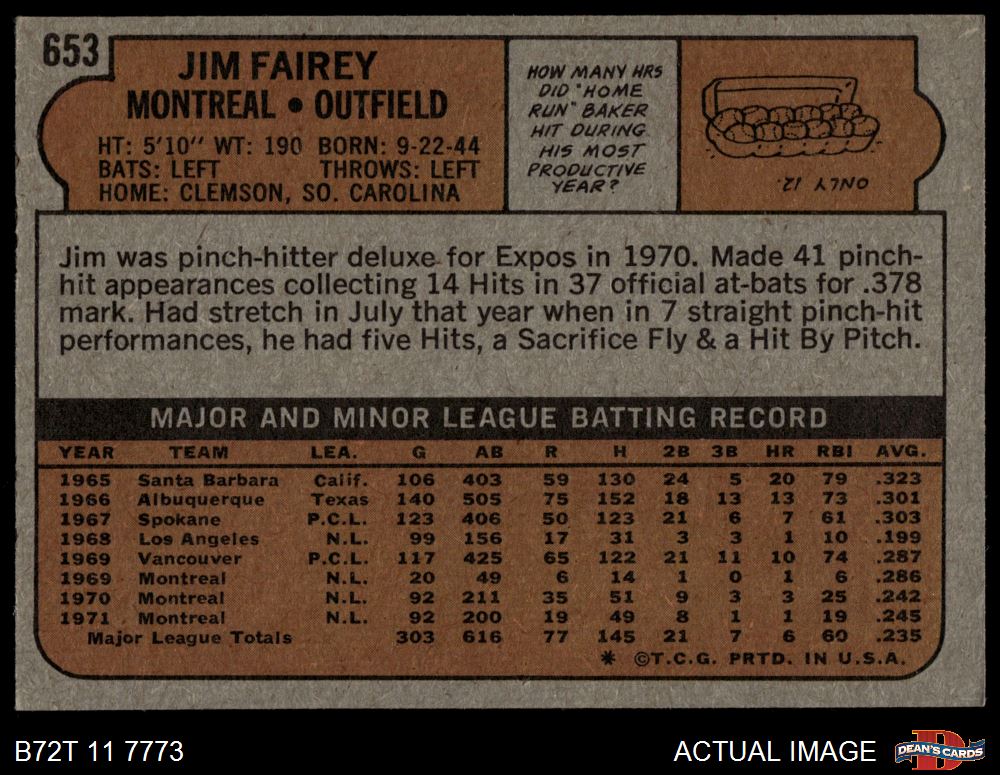 653
JIM FAIREY
MONTREAL • OUTFIELD
HT: 5'10" WT: 190 BORN: 9-22-44
BATS: LEFT THROWS: LEFT
HOME: CLEMSON, SO. CAROLINA
HOW MANY HRS
DID "HOME
RUN" BAKER
HIT DURING
HIS MOST
PRODUCTIVE
YEAR?
ONLY 12.
Jim was pinch-hitter deluxe for Expos in 1970. Made 41 pinch-
hit appearances collecting 14 Hits in 37 official at-bats for .378
mark. Had stretch in July that year when in 7 straight pinch-hit
performances, he had five Hits, a Sacrifice Fly & a Hit By Pitch.
MAJOR AND MINOR LEAGUE BATTING RECORD
YEAR TEAM LEA. G AB R H 2B 3B HR RBI AVG.
1965 Santa Barbara Calif. 106 403 59 130 24 5 20 79 .323
1966 Albuquerque Texas 140 505 75 152 18 13 13 73 .301
1967 Spokane P.C.L. 123 406 50 123 21 6 7 61 .303
1968 Los Angeles N.L. 99 156 17 31 3 3 1 10 .199
1969 Vancouver P.C.L. 117 425 65 122 21 11 10 74 .287
1969 Montreal N.L. 20 49 6 14 1 0 1 6 .286
1970 Montreal N.L. 92 211 35 51 9 3 3 25 .242
1971 Montreal N.L. 92 200 19 49 8 1 1 19 .245
Major League Totals 303 616 77 145 21 7 6 60 .235
* ©T.C.G. PRTD. IN U.S.A.
B72T 11 7773
ACTUAL IMAGE
D
DEAN'S CARDS